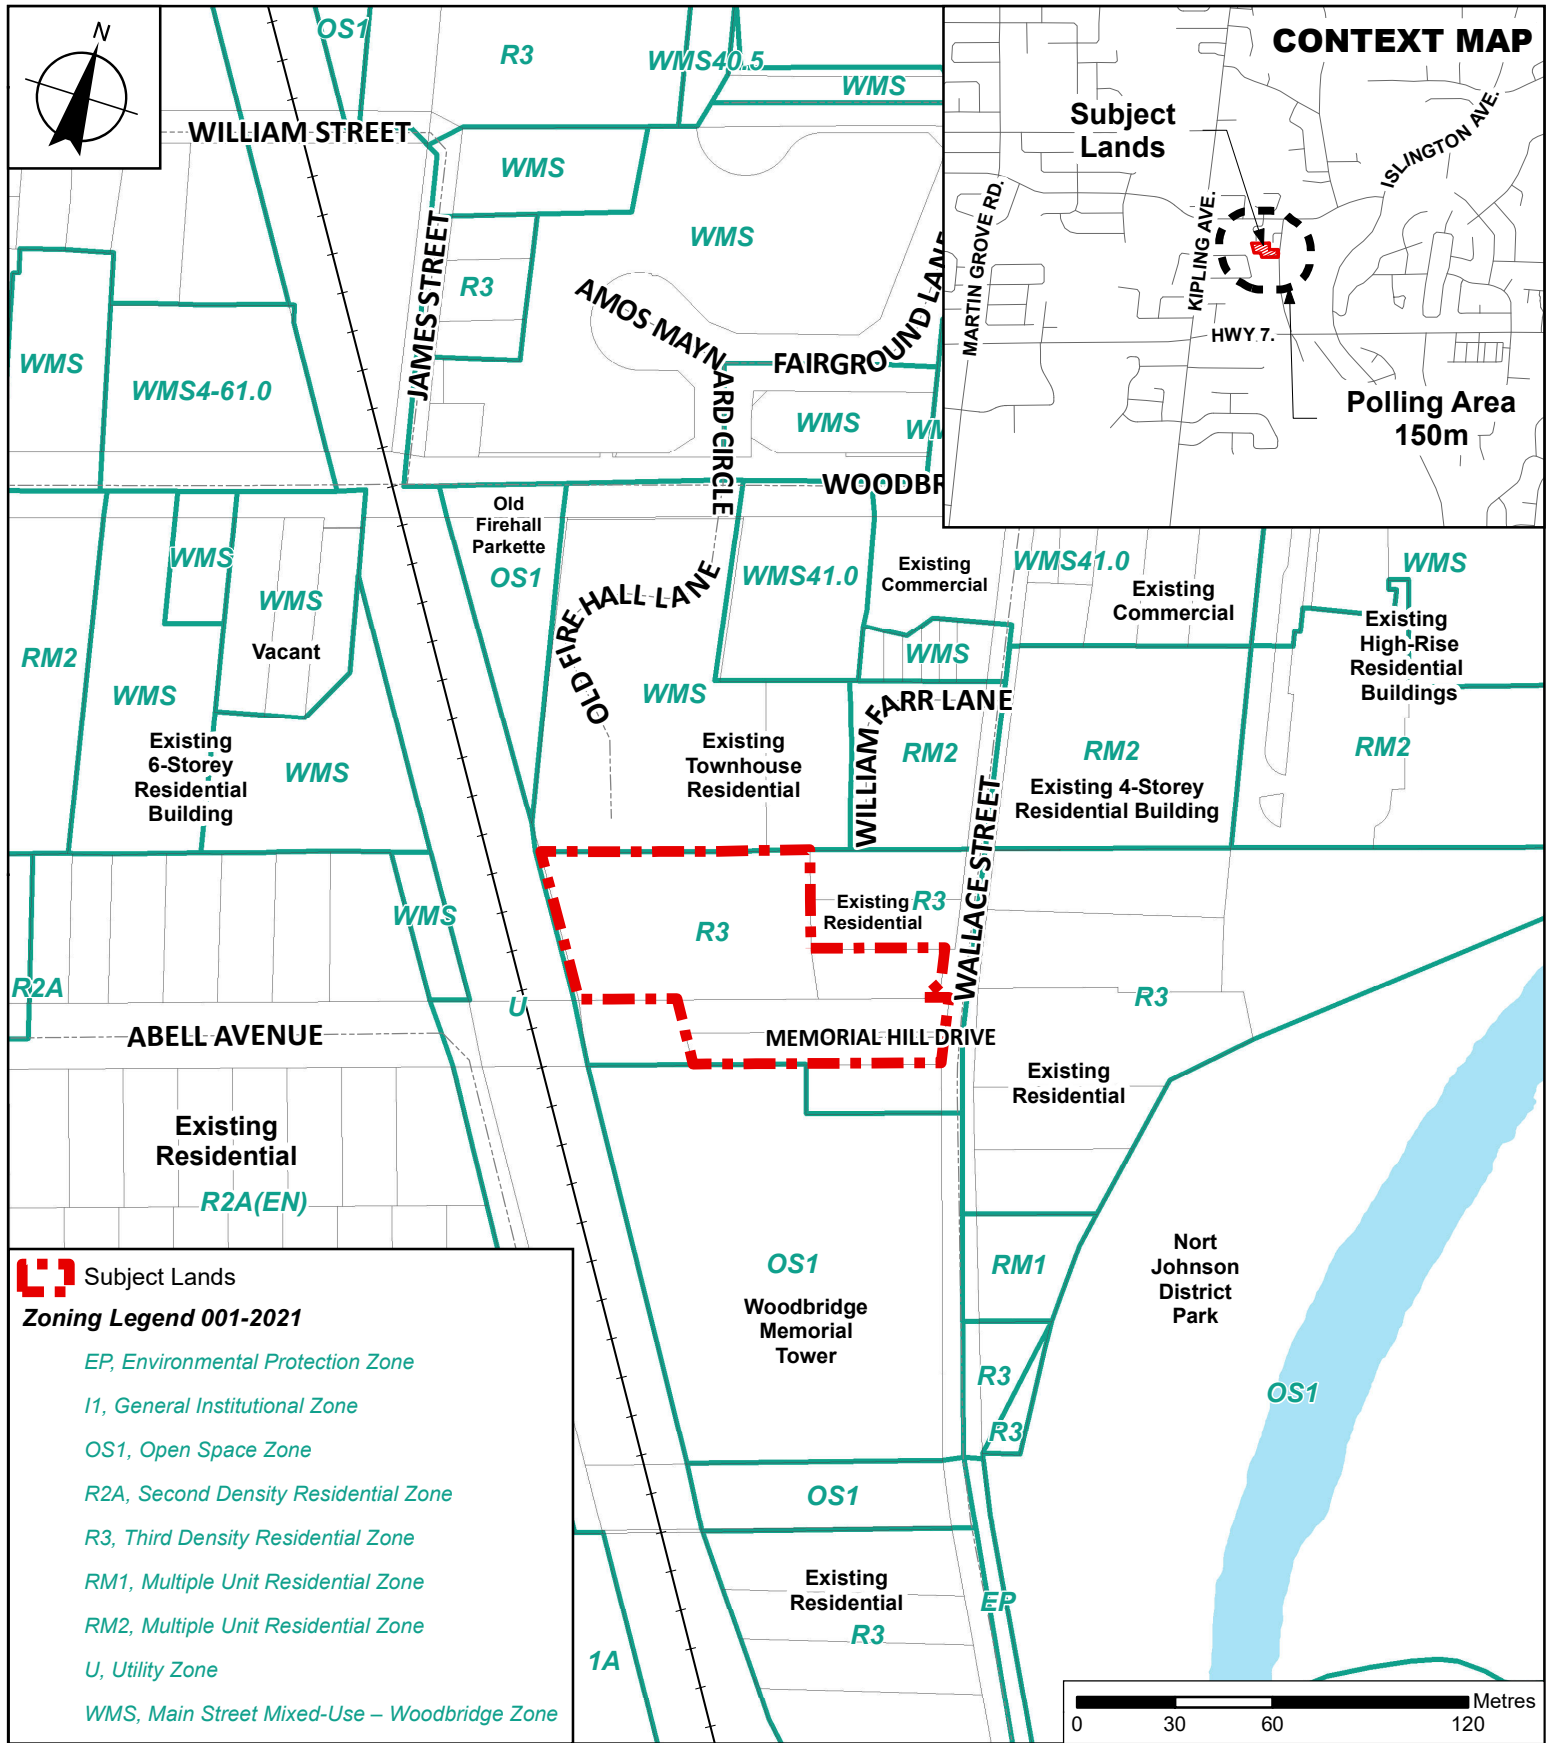 N
OS1
R3
WMS40.5
WMS
WILLIAM STREET
WMS
WMS
JAMES STREET
R3
AMOS MAYNARD CIRCLE
FAIRGROUND LANE
WMS
WMS4-61.0
WMS
WOODBR
CONTEXT MAP
Subject
Lands
ISLINGTON AVE.
MARTIN GROVE RD.
KIPLING AVE.
HWY 7.
Polling Area
150m
Old
Firehall
Parkette
OS1
OLD FIREHALL LANE
WMS41.0
Existing
Commercial
WMS41.0
Existing
Commercial
WMS
Existing
High-Rise
Residential
Buildings
RM2
WMS
WMS
Vacant
RM2
WMS
Existing
6-Storey
Residential
Building
WMS
WMS
Existing
Townhouse
Residential
WMS
WILLIAM FARR LANE
RM2
RM2
Existing 4-Storey
Residential Building
WALLACE STREET
WMS
R3
Existing
Residential
R3
R2A
U
R3
ABELL AVENUE
MEMORIAL HILL DRIVE
Existing
Residential
R2A(EN)
Existing
Residential
OS1
Woodbridge
Memorial
Tower
RM1
Nort
Johnson
District
Park
R3
R3
OS1
OS1
Existing
Residential
R3
EP
1A
Subject Lands
Zoning Legend 001-2021
EP, Environmental Protection Zone
I1, General Institutional Zone
OS1, Open Space Zone
R2A, Second Density Residential Zone
R3, Third Density Residential Zone
RM1, Multiple Unit Residential Zone
RM2, Multiple Unit Residential Zone
U, Utility Zone
WMS, Main Street Mixed-Use – Woodbridge Zone
Metres
0 30 60 120